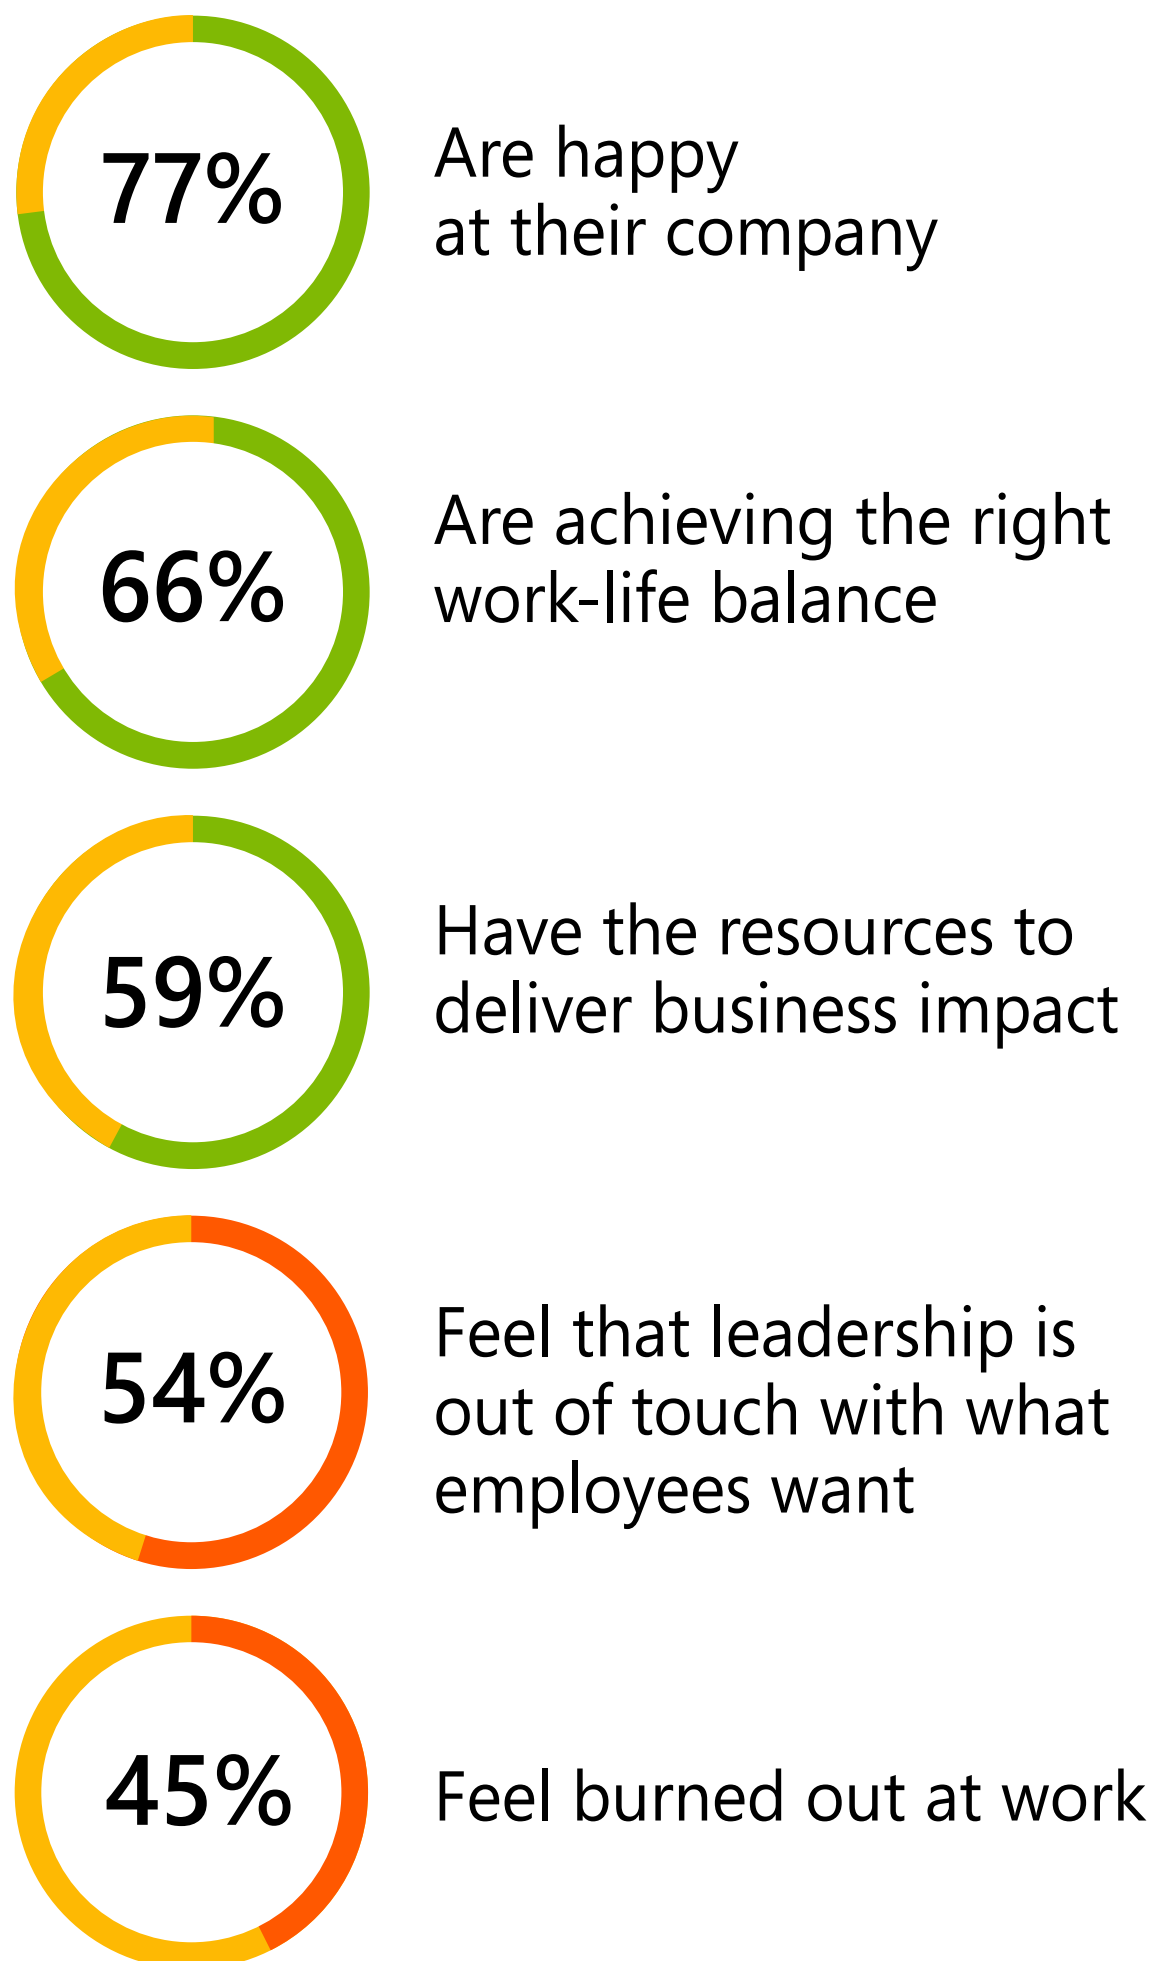 77%
Are happy
at their company
66%
Are achieving the right
work-life balance
59%
Have the resources to
deliver business impact
54%
Feel that leadership is
out of touch with what
employees want
45%
Feel burned out at work